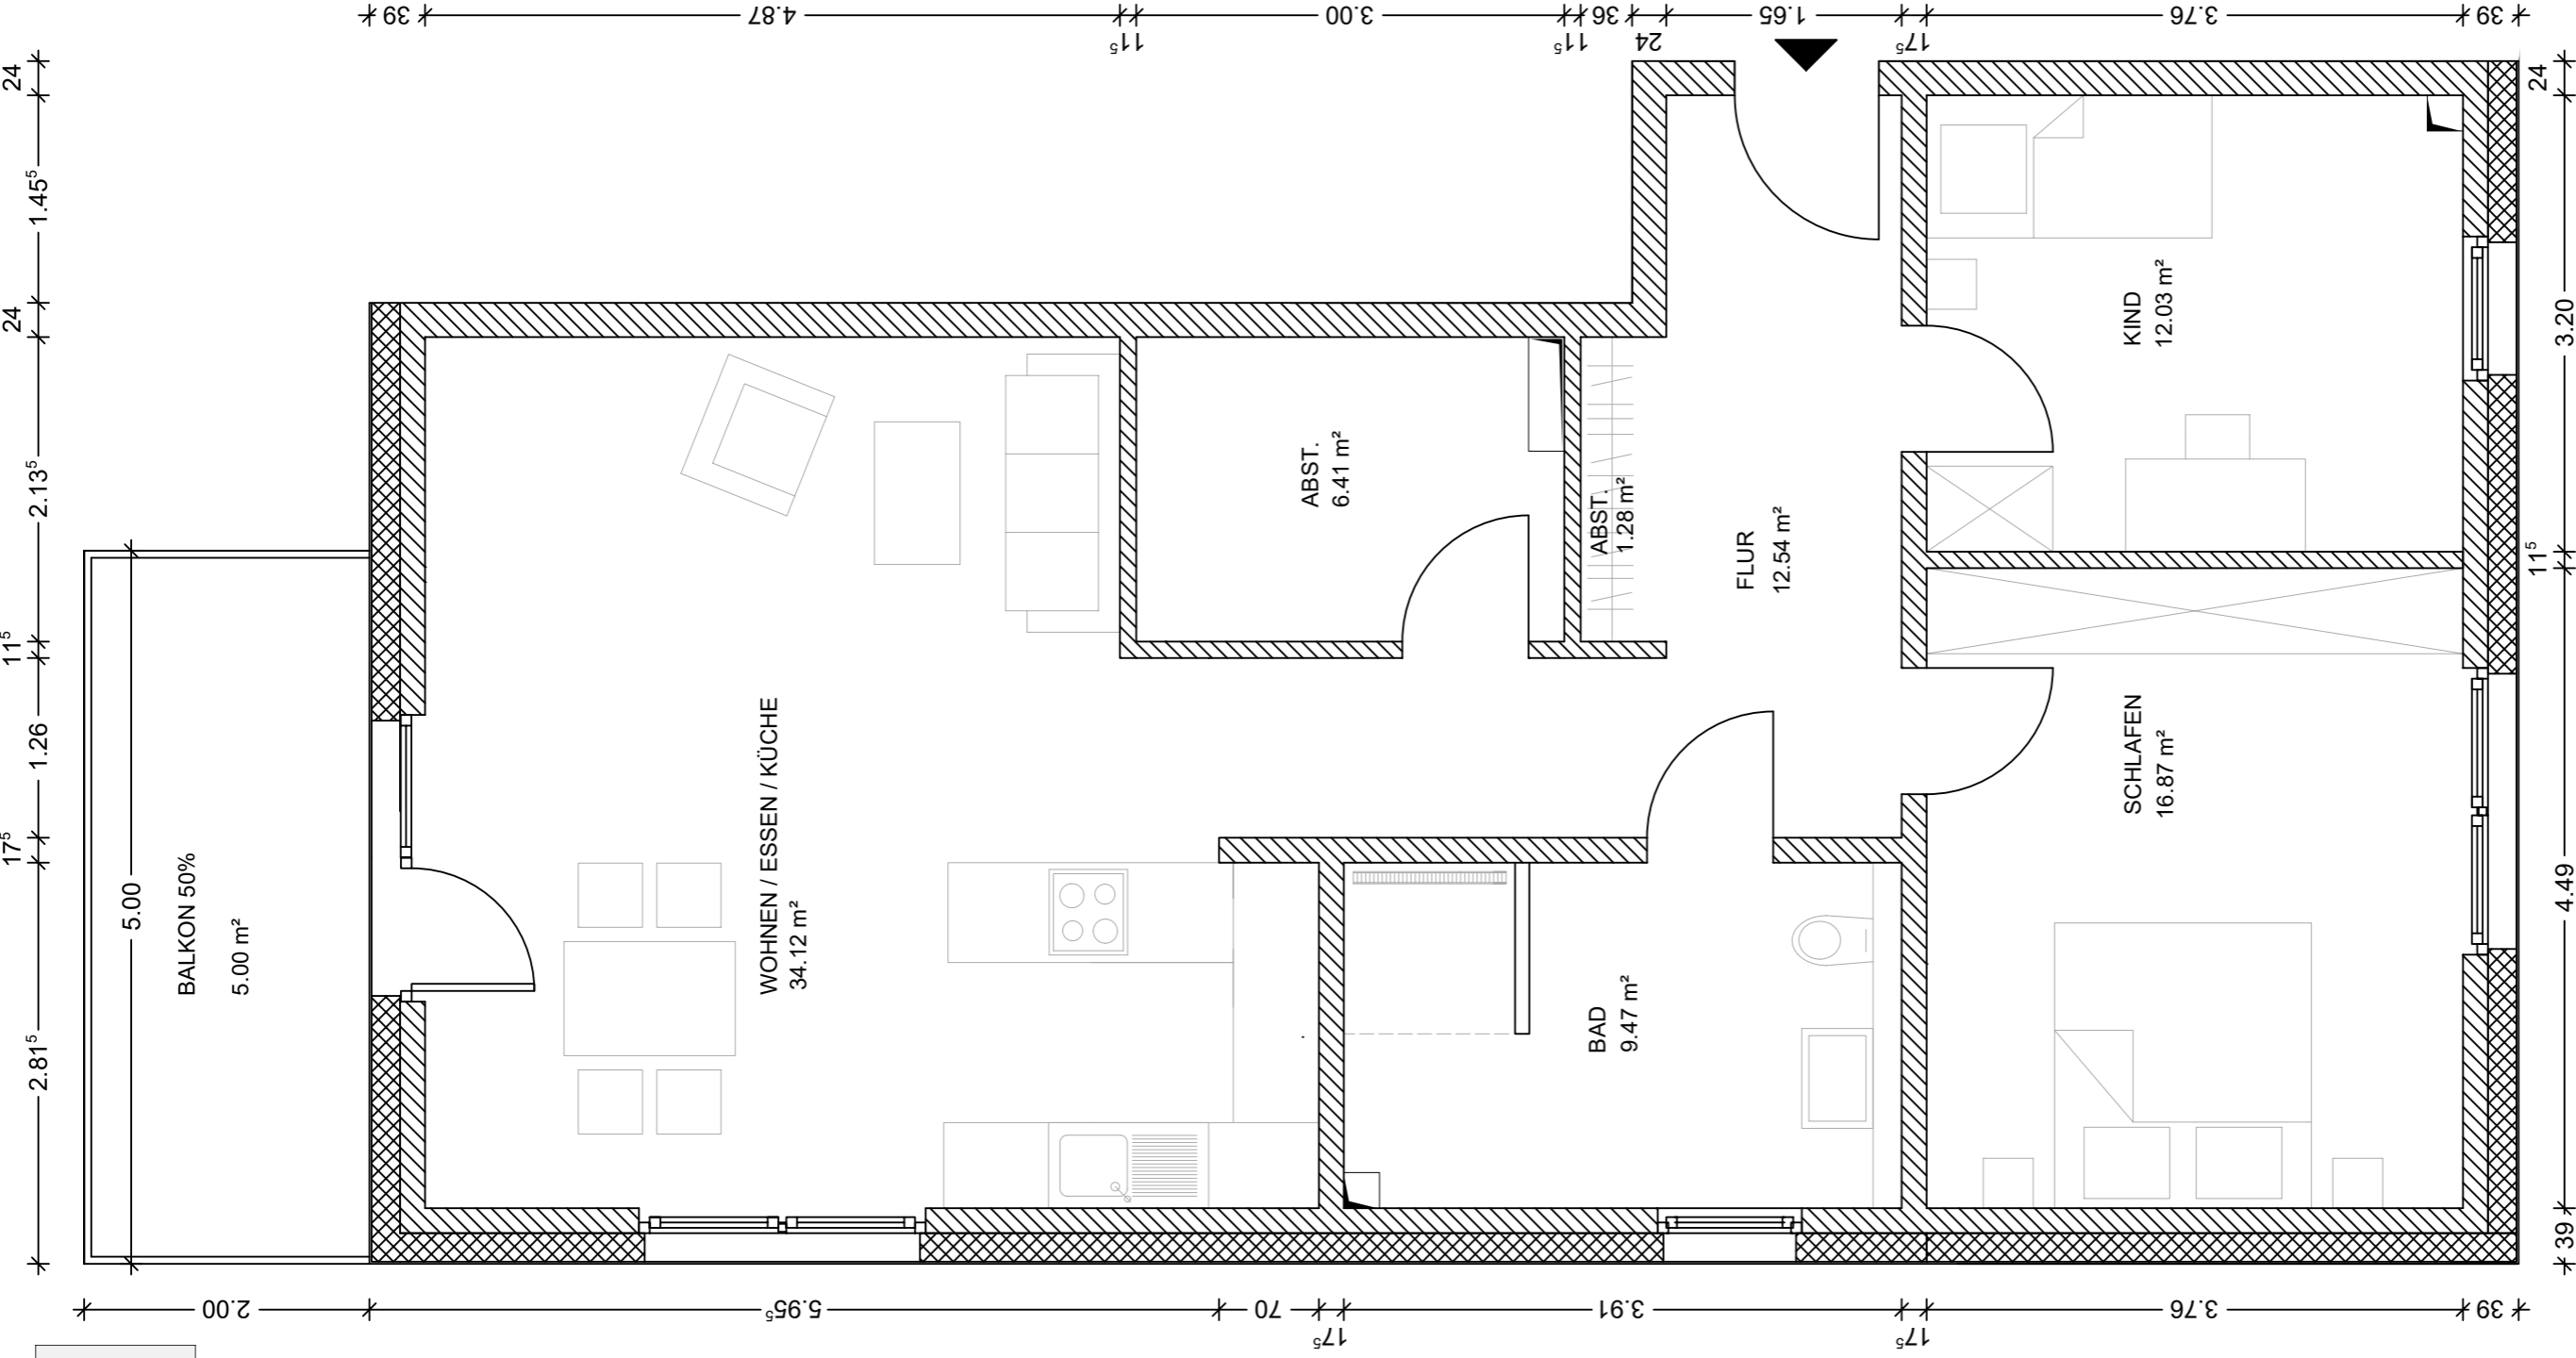 39
4.87
11⁵
3.00
11⁵
36
24
1.65
17⁵
3.76
39
24
1.45⁵
24
2.13⁵
11⁵
1.26
17⁵
2.81⁵
5.00
BALKON 50%
5.00 m²
WOHNEN / ESSEN / KÜCHE
34.12 m²
ABST.
6.41 m²
ABST.
1.28 m²
FLUR
12.54 m²
KIND
12.03 m²
SCHLAFEN
16.87 m²
BAD
9.47 m²
24
3.20
11⁵
4.49
39
2.00
5.95⁵
70
17⁵
3.91
17⁵
3.76
39